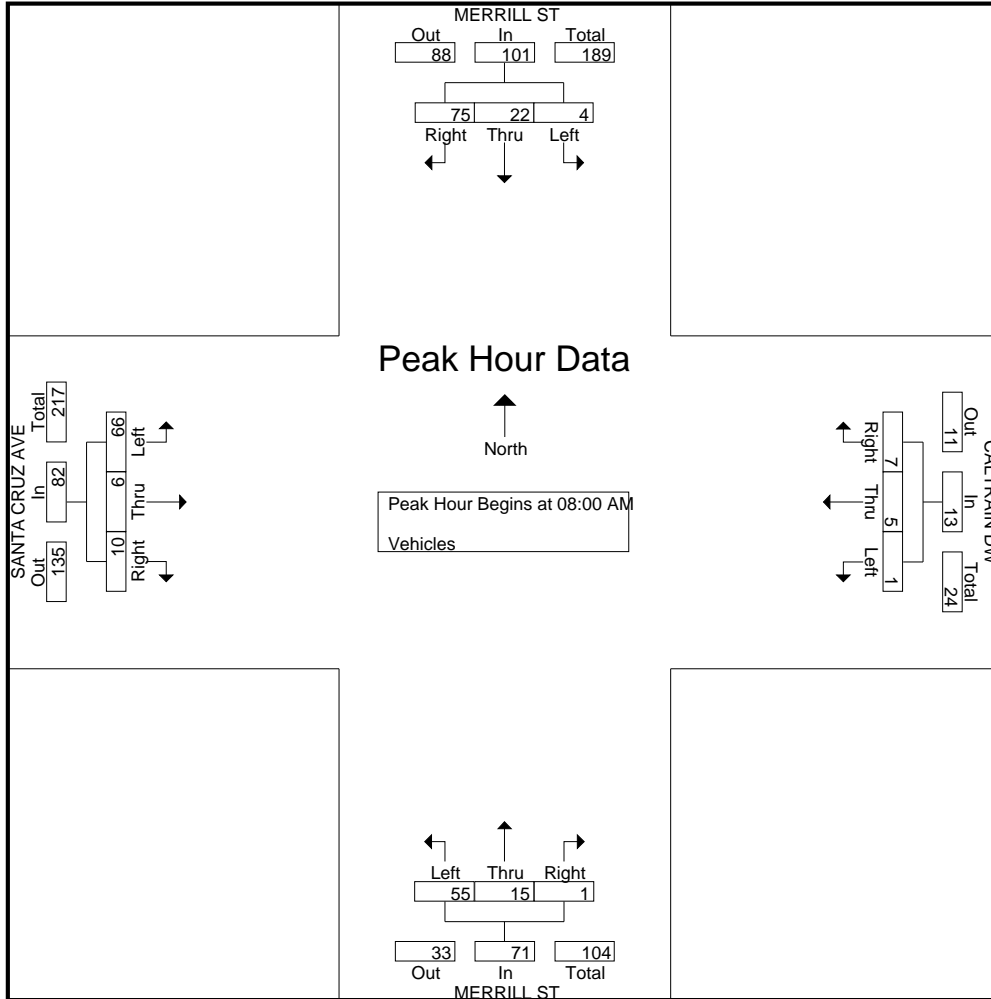 MERRILL ST
Out In Total
88 101 189
75 22 4
Right Thru Left
Peak Hour Data
North
Peak Hour Begins at 08:00 AM
Vehicles
SANTA CRUZ AVE
Out In Total
135 82 217
Left Thru Right
66 6 10
CALTRAIN DW
Out In Total
11 13 24
7 5 1
Right Thru Left
Left Thru Right
55 15 1
33 71 104
Out In Total
MERRILL ST